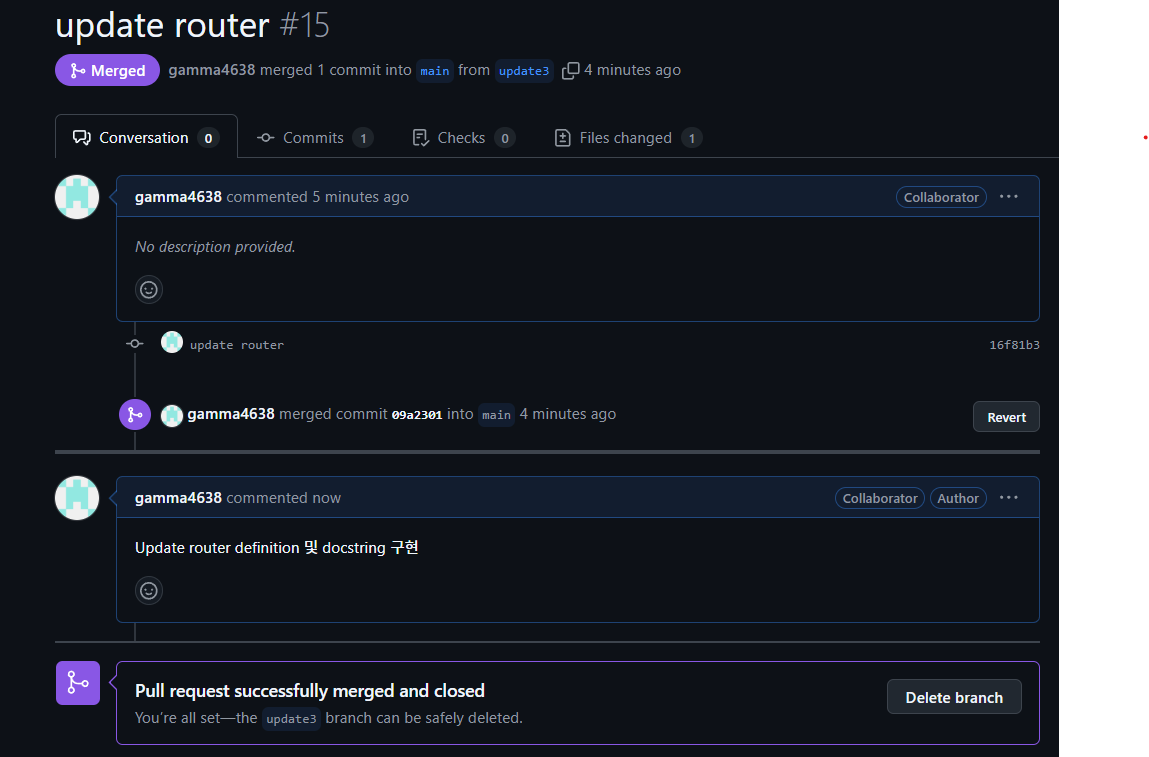 update router #15
Merged gamma4638 merged 1 commit into main from update3 4 minutes ago
Conversation 0 Commits 1 Checks 0 Files changed 1
gamma4638 commented 5 minutes ago Collaborator ...
No description provided.
update router 16f81b3
gamma4638 merged commit 09a2301 into main 4 minutes ago Revert
gamma4638 commented now Collaborator Author ...
Update router definition 및 docstring 구현
Pull request successfully merged and closed
You're all set—the update3 branch can be safely deleted.
Delete branch